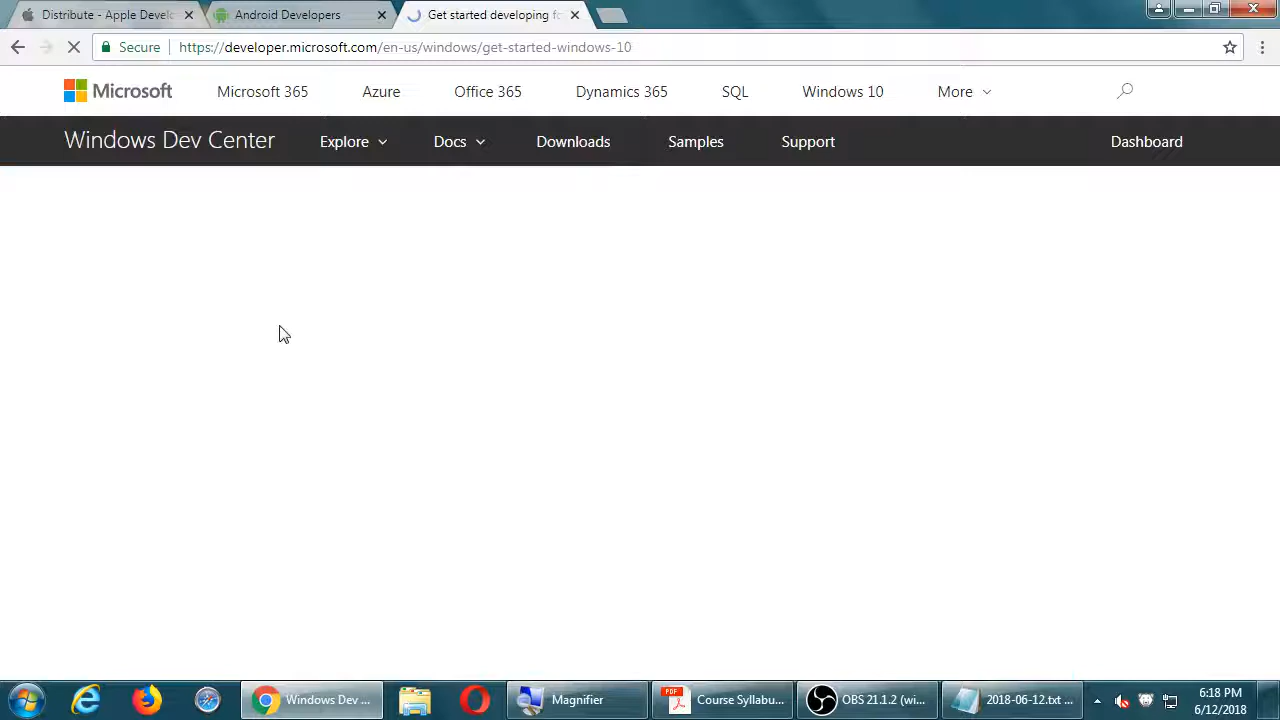 Distribute - Apple Develo
Android Developers
Get started developing fo
Secure
https://developer.microsoft.com/en-us/windows/get-started-windows-10
Microsoft
Microsoft 365
Azure
Office 365
Dynamics 365
SQL
Windows 10
More
Windows Dev Center
Explore
Docs
Downloads
Samples
Support
Dashboard
Windows Dev ...
Magnifier
PDF
Course Syllabu...
OBS 21.1.2 (wi...
2018-06-12.txt ...
6:18 PM
6/12/2018